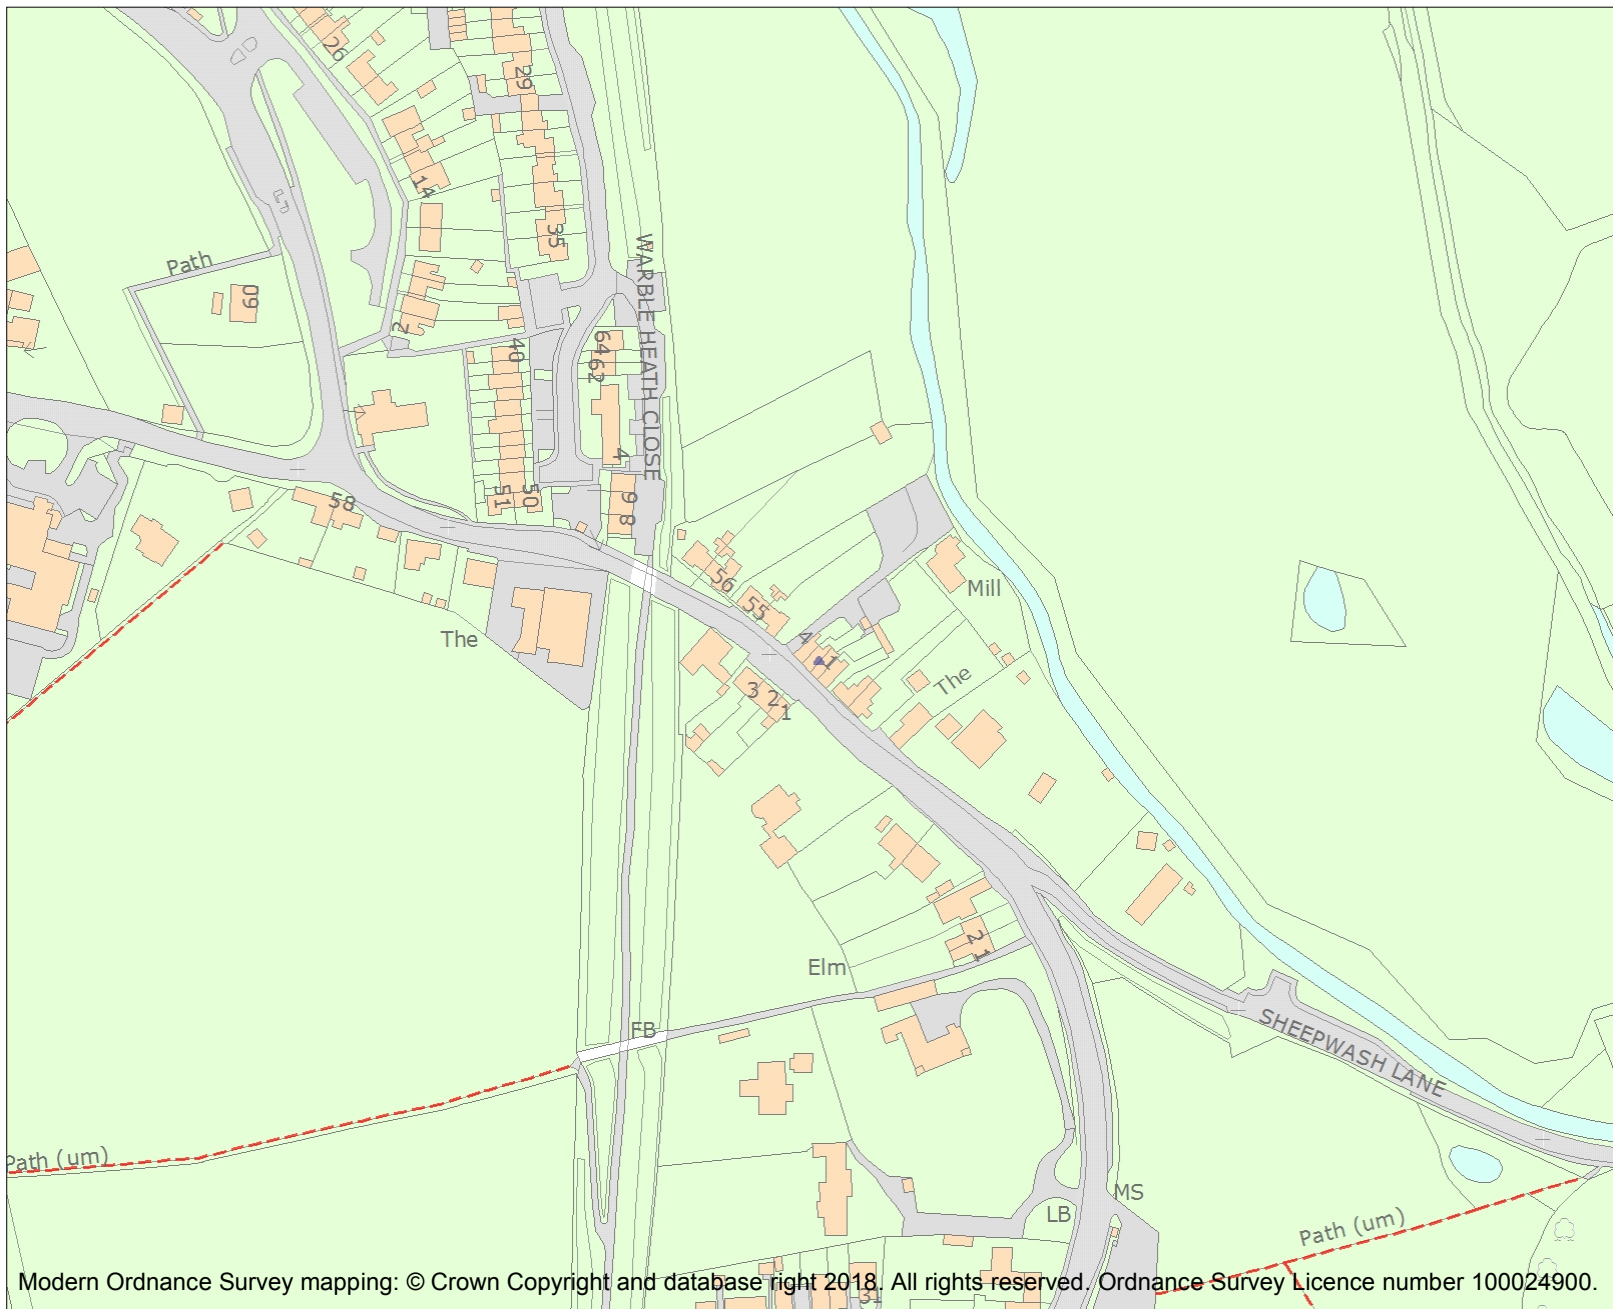 26
29
14
35
Path
09
2
WARBLE HEATH CLOSE
40
64
62
4
51
50
9
8
58
56
55
Mill
The
4
1
The
3
2
1
2
1
Elm
FB
SHEEPWASH LANE
Path (um)
MS
LB
Path (um)
31
Modern Ordnance Survey mapping: © Crown Copyright and database right 2018. All rights reserved. Ordnance Survey Licence number 100024900.